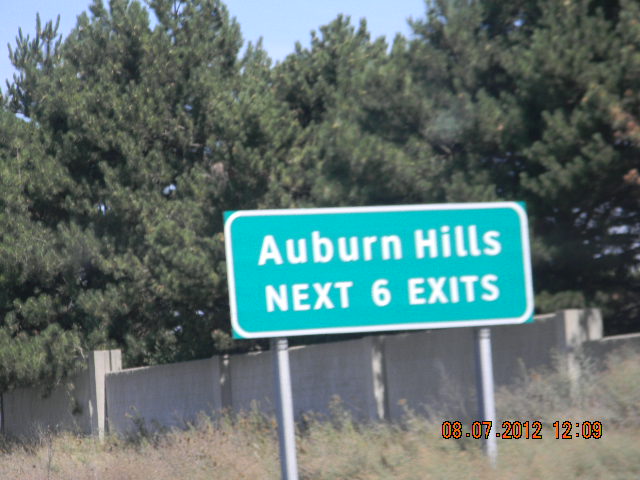 Auburn Hills
NEXT 6 EXITS
08.07.2012 12:09